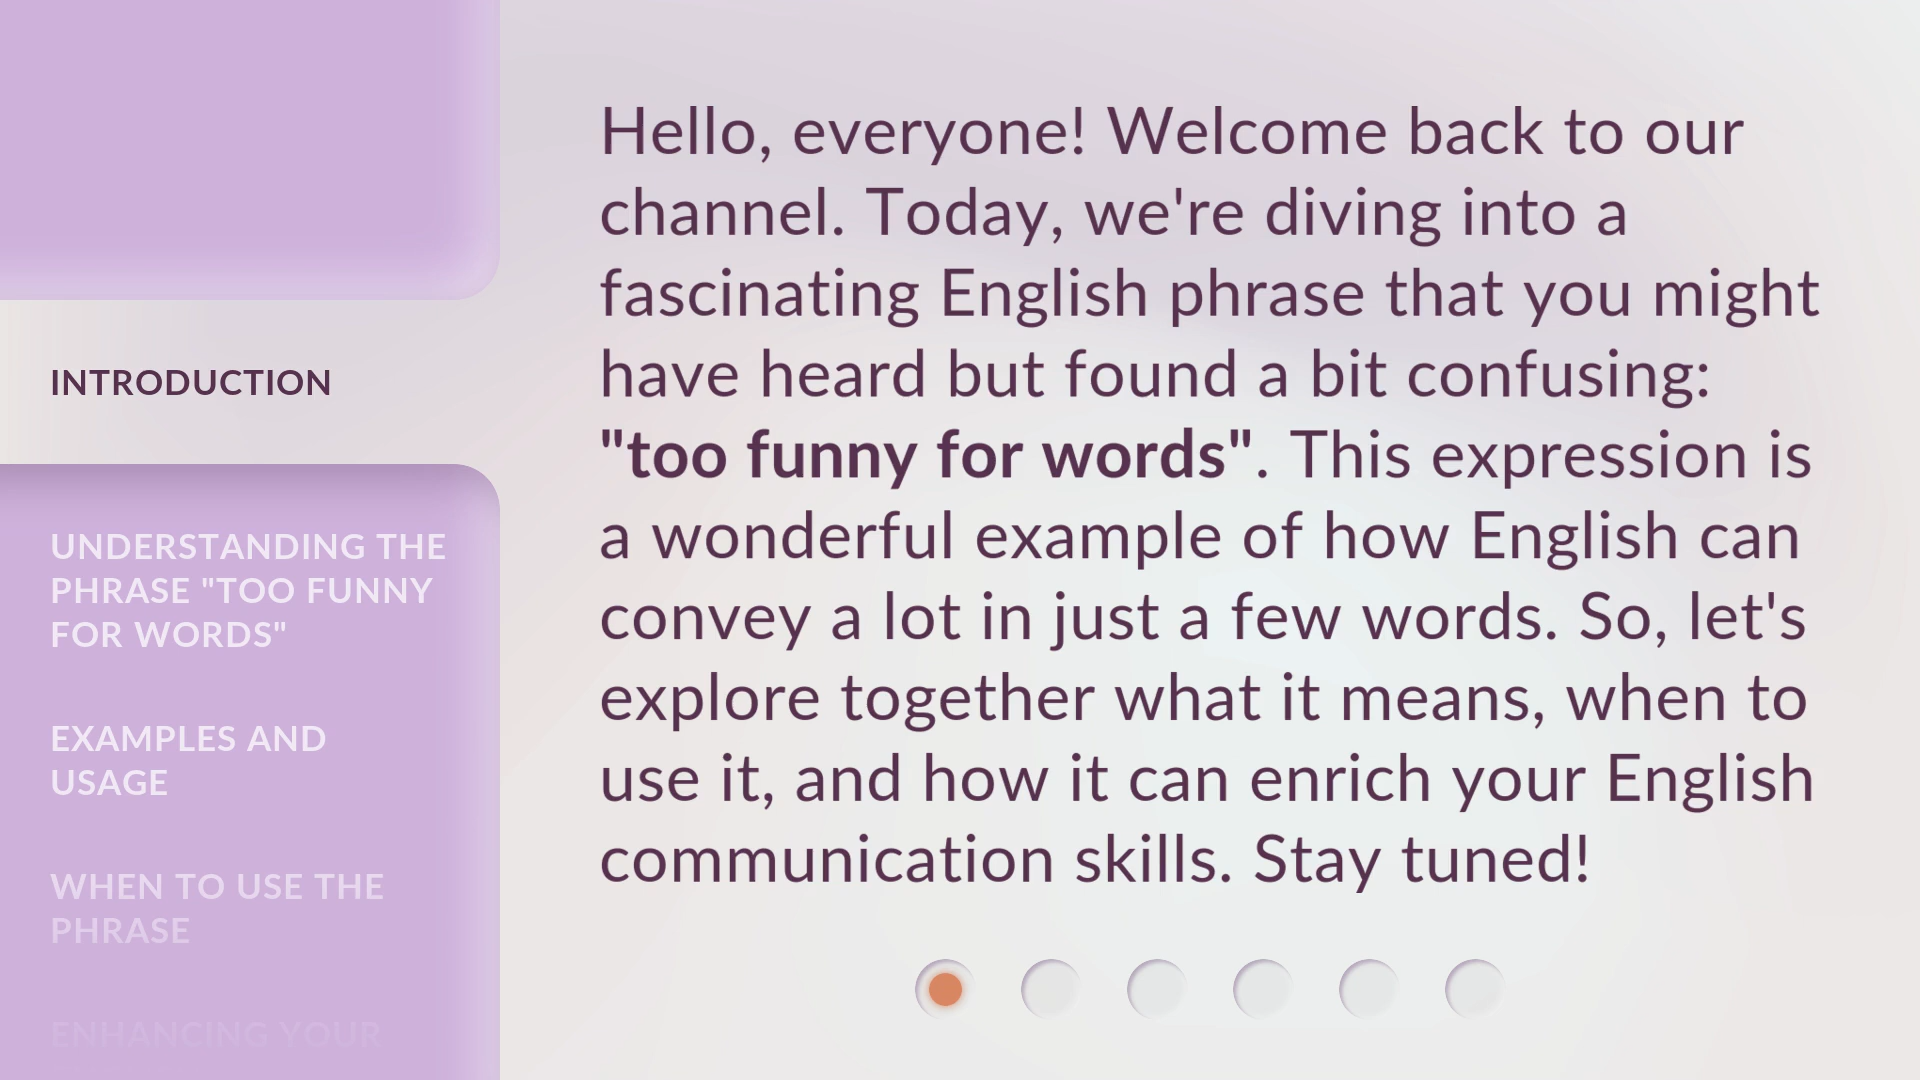 INTRODUCTION
UNDERSTANDING THE
PHRASE "TOO FUNNY
FOR WORDS"
EXAMPLES AND
USAGE
WHEN TO USE THE
PHRASE
ENHANCING YOUR
Hello, everyone! Welcome back to our
channel. Today, we're diving into a
fascinating English phrase that you might
have heard but found a bit confusing:
"too funny for words". This expression is
a wonderful example of how English can
convey a lot in just a few words. So, let's
explore together what it means, when to
use it, and how it can enrich your English
communication skills. Stay tuned!